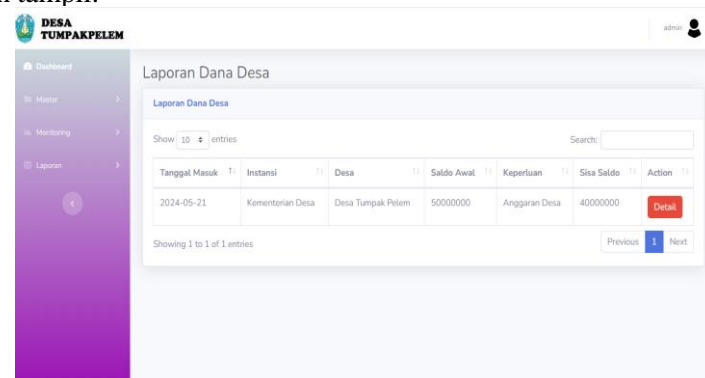 DESA
TUMPAKPELEM
admin
Dashboard
Master
Monitoring
Laporan
Laporan Dana Desa
Laporan Dana Desa
Show 10 entries Search:
Tanggal Masuk Instansi Desa Saldo Awal Keperluan Sisa Saldo Action
2024-05-21 Kementerian Desa Desa Tumpak Pelem 50000000 Anggaran Desa 40000000 Detail
Showing 1 to 1 of 1 entries Previous 1 Next